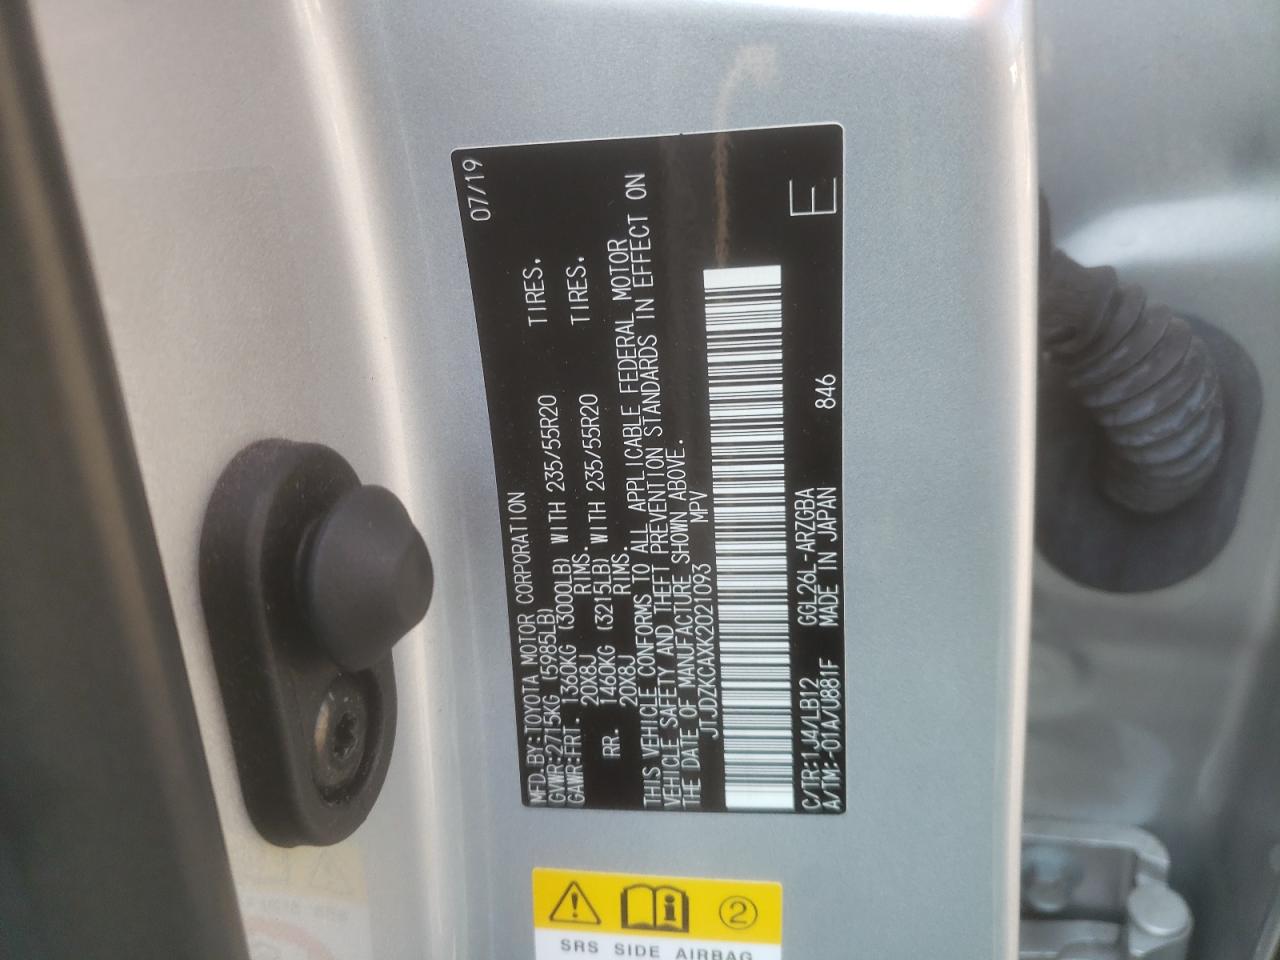 07/19
MFD.BY:TOYOTA MOTOR CORPORATION
GVWR:2715KG (5985LB)
GAWR:FRT. 1360KG (3000LB) WITH 235/55R20 TIRES.
20X8J RIMS.
RR. 1460KG (3215LB) WITH 235/55R20 TIRES.
20X8J RIMS.
THIS VEHICLE CONFORMS TO ALL APPLICABLE FEDERAL MOTOR
VEHICLE SAFETY AND THEFT PREVENTION STANDARDS IN EFFECT ON
THE DATE OF MANUFACTURE SHOWN ABOVE.
JTJDZKCAXK2021093 MPV
C/TR:1J4/LB12 GGL26L-ARZGBA 846 E
A/TM:-01A/U881F MADE IN JAPAN
2
SRS SIDE AIRBAG